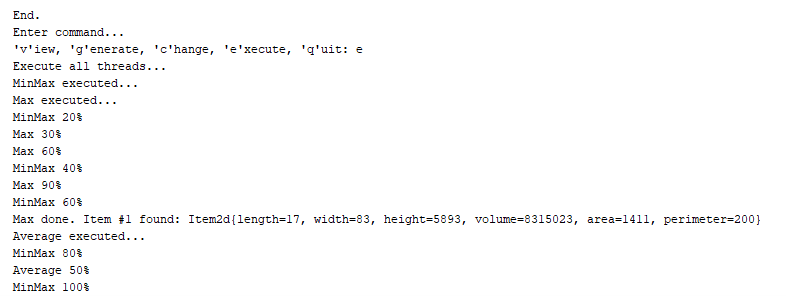 End.
Enter command...
'v'iew, 'g'enerate, 'c'hange, 'e'xecute, 'q'uit: e
Execute all threads...
MinMax executed...
Max executed...
MinMax 20%
Max 30%
Max 60%
MinMax 40%
Max 90%
MinMax 60%
Max done. Item #1 found: Item2d{length=17, width=83, height=5893, volume=8315023, area=1411, perimeter=200}
Average executed...
MinMax 80%
Average 50%
MinMax 100%